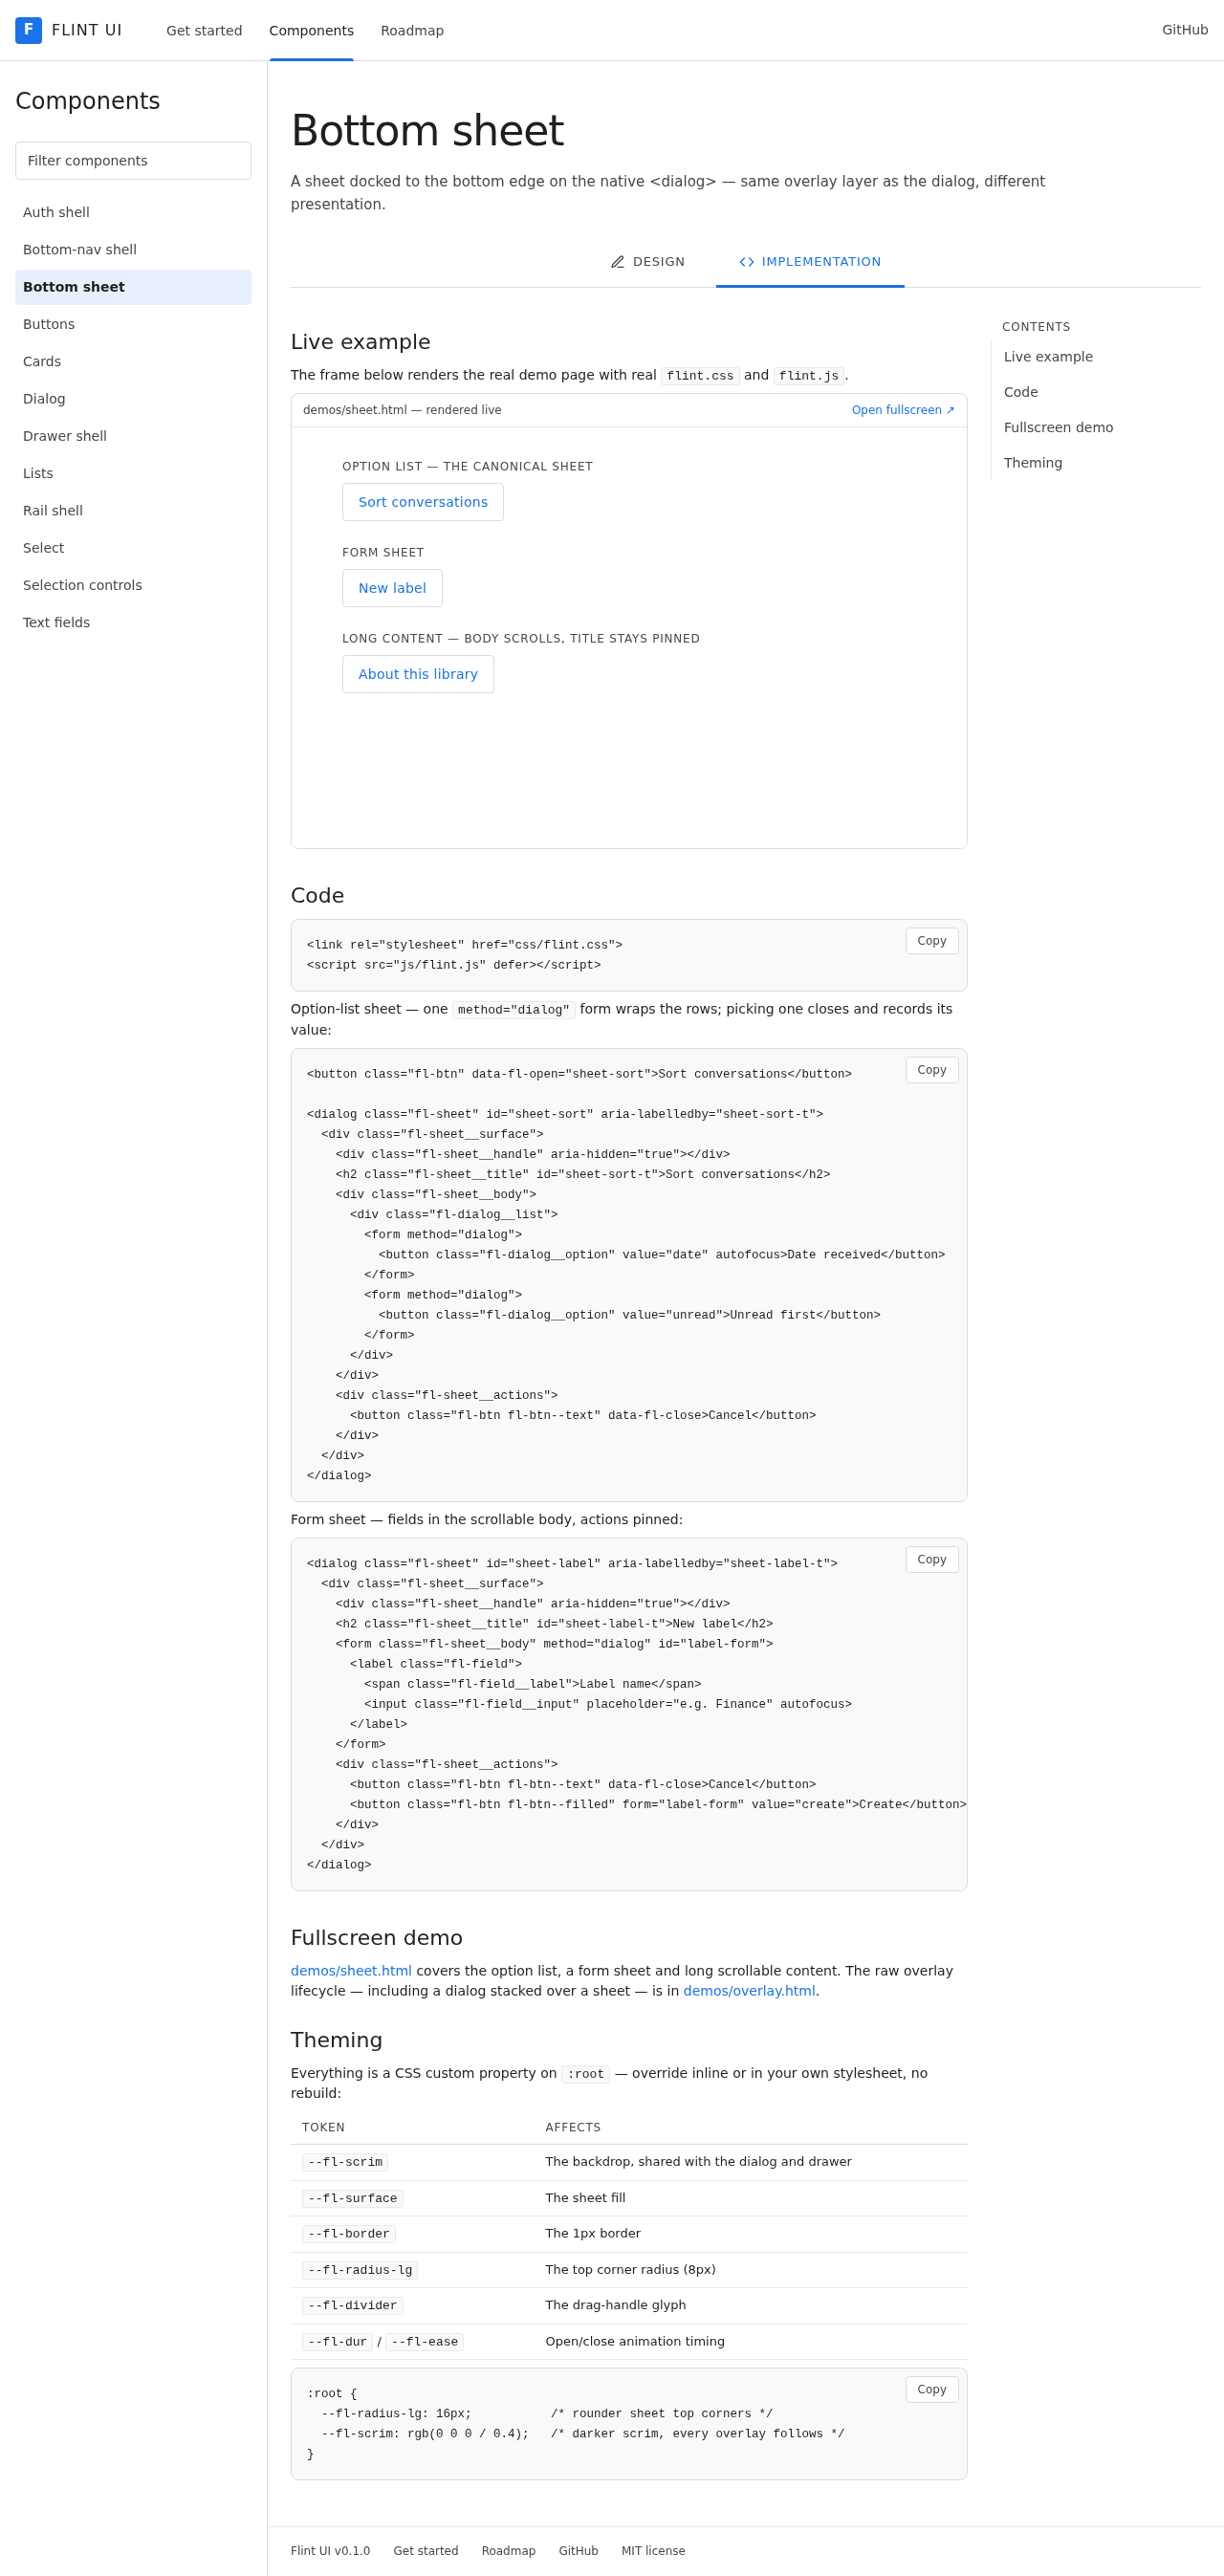 F FLINT UI Get started Components Roadmap GitHub
Components
Filter components
Auth shell
Bottom-nav shell
Bottom sheet
Buttons
Cards
Dialog
Drawer shell
Lists
Rail shell
Select
Selection controls
Text fields
Bottom sheet
A sheet docked to the bottom edge on the native <dialog> — same overlay layer as the dialog, different
presentation.
DESIGN IMPLEMENTATION
CONTENTS
Live example
Code
Fullscreen demo
Theming
Live example
The frame below renders the real demo page with real flint.css and flint.js.
demos/sheet.html — rendered live Open fullscreen ↗
OPTION LIST — THE CANONICAL SHEET
Sort conversations
FORM SHEET
New label
LONG CONTENT — BODY SCROLLS, TITLE STAYS PINNED
About this library
Code
Copy
<link rel="stylesheet" href="css/flint.css">
<script src="js/flint.js" defer></script>
Option-list sheet — one method="dialog" form wraps the rows; picking one closes and records its
value:
Copy
<button class="fl-btn" data-fl-open="sheet-sort">Sort conversations</button>

<dialog class="fl-sheet" id="sheet-sort" aria-labelledby="sheet-sort-t">
  <div class="fl-sheet__surface">
    <div class="fl-sheet__handle" aria-hidden="true"></div>
    <h2 class="fl-sheet__title" id="sheet-sort-t">Sort conversations</h2>
    <div class="fl-sheet__body">
      <div class="fl-dialog__list">
        <form method="dialog">
          <button class="fl-dialog__option" value="date" autofocus>Date received</button>
        </form>
        <form method="dialog">
          <button class="fl-dialog__option" value="unread">Unread first</button>
        </form>
      </div>
    </div>
    <div class="fl-sheet__actions">
      <button class="fl-btn fl-btn--text" data-fl-close>Cancel</button>
    </div>
  </div>
</dialog>
Form sheet — fields in the scrollable body, actions pinned:
Copy
<dialog class="fl-sheet" id="sheet-label" aria-labelledby="sheet-label-t">
  <div class="fl-sheet__surface">
    <div class="fl-sheet__handle" aria-hidden="true"></div>
    <h2 class="fl-sheet__title" id="sheet-label-t">New label</h2>
    <form class="fl-sheet__body" method="dialog" id="label-form">
      <label class="fl-field">
        <span class="fl-field__label">Label name</span>
        <input class="fl-field__input" placeholder="e.g. Finance" autofocus>
      </label>
    </form>
    <div class="fl-sheet__actions">
      <button class="fl-btn fl-btn--text" data-fl-close>Cancel</button>
      <button class="fl-btn fl-btn--filled" form="label-form" value="create">Create</button>
    </div>
  </div>
</dialog>
Fullscreen demo
demos/sheet.html covers the option list, a form sheet and long scrollable content. The raw overlay
lifecycle — including a dialog stacked over a sheet — is in demos/overlay.html.
Theming
Everything is a CSS custom property on :root — override inline or in your own stylesheet, no
rebuild:
TOKEN AFFECTS
--fl-scrim The backdrop, shared with the dialog and drawer
--fl-surface The sheet fill
--fl-border The 1px border
--fl-radius-lg The top corner radius (8px)
--fl-divider The drag-handle glyph
--fl-dur / --fl-ease Open/close animation timing
Copy
:root {
  --fl-radius-lg: 16px;           /* rounder sheet top corners */
  --fl-scrim: rgb(0 0 0 / 0.4);   /* darker scrim, every overlay follows */
}
Flint UI v0.1.0 Get started Roadmap GitHub MIT license